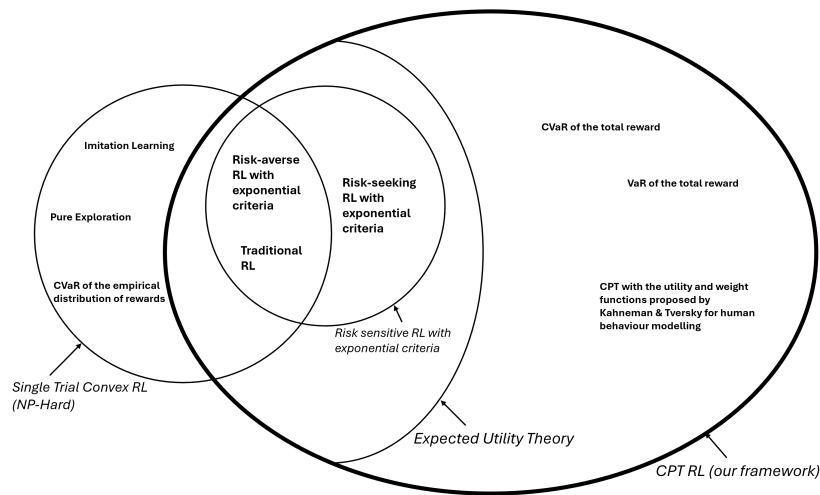 Imitation Learning
Pure Exploration
CVaR of the empirical
distribution of rewards
Risk-averse
RL with
exponential
criteria
Traditional
RL
Risk-seeking
RL with
exponential
criteria
CVaR of the total reward
VaR of the total reward
CPT with the utility and weight
functions proposed by
Kahneman & Tversky for human
behaviour modelling
Risk sensitive RL with
exponential criteria
Single Trial Convex RL
(NP-Hard)
Expected Utility Theory
CPT RL (our framework)